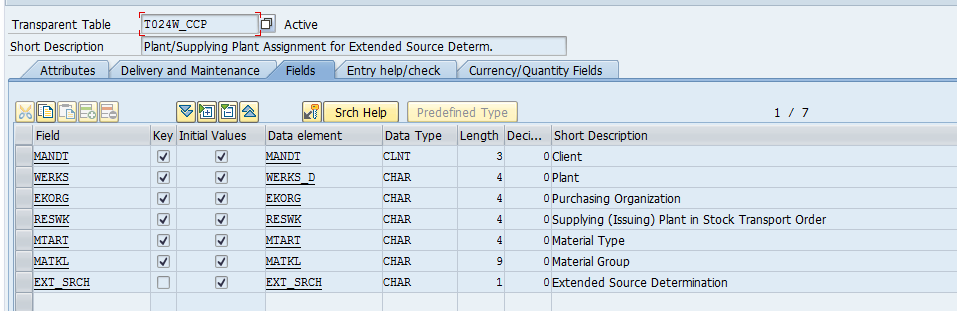 Transparent Table T024W_CCP Active
Short Description Plant/Supplying Plant Assignment for Extended Source Determ.
Attributes Delivery and Maintenance Fields Entry help/check Currency/Quantity Fields
Srch Help Predefined Type 1 / 7
Field Key Initial Values Data element Data Type Length Deci... Short Description
MANDT MANDT CLNT 3 0 Client
WERKS WERKS_D CHAR 4 0 Plant
EKORG EKORG CHAR 4 0 Purchasing Organization
RESWK RESWK CHAR 4 0 Supplying (Issuing) Plant in Stock Transport Order
MTART MTART CHAR 4 0 Material Type
MATKL MATKL CHAR 9 0 Material Group
EXT_SRCH EXT_SRCH CHAR 1 0 Extended Source Determination